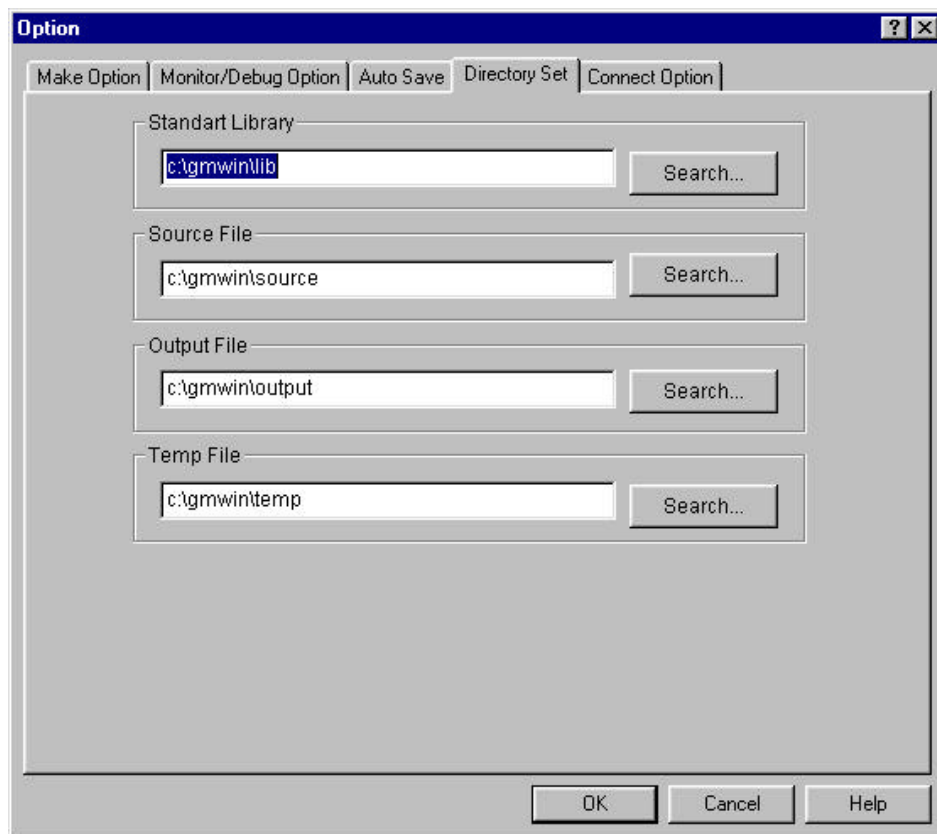 Option
Make Option Monitor/Debug Option Auto Save Directory Set Connect Option
Standart Library
c:\gmwin\lib Search...
Source File
c:\gmwin\source Search...
Output File
c:\gmwin\output Search...
Temp File
c:\gmwin\temp Search...
OK Cancel Help